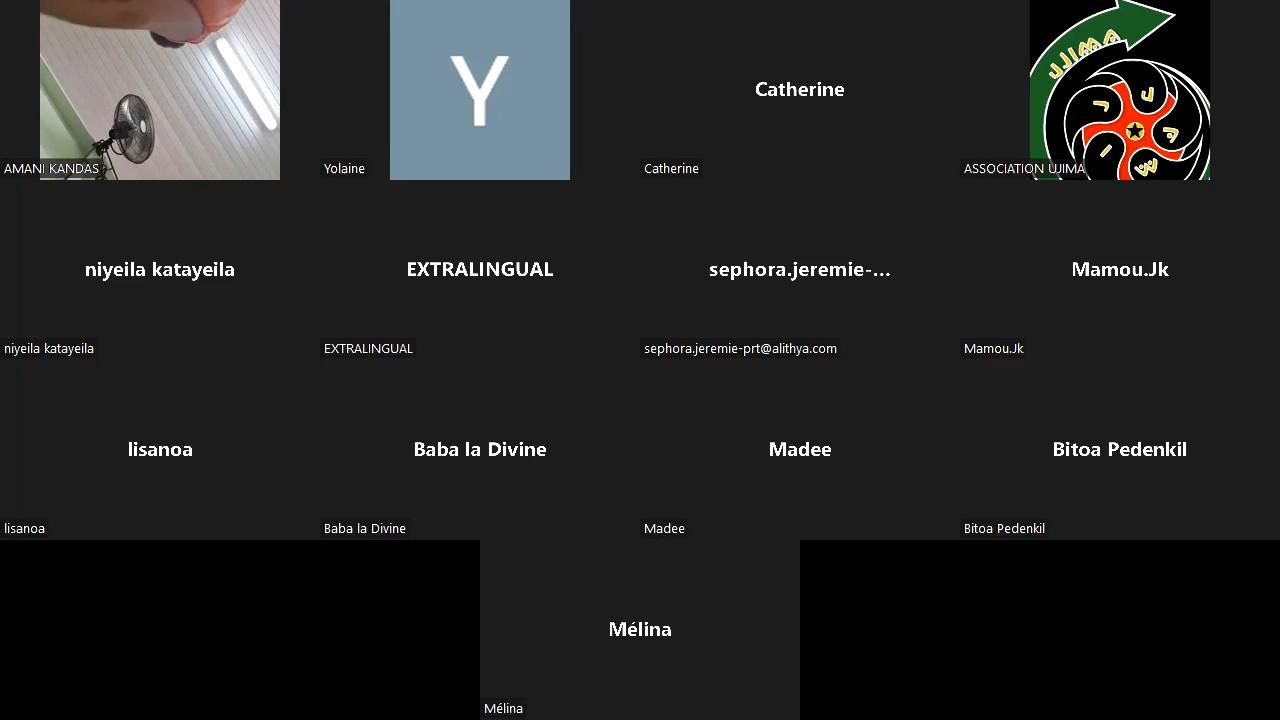 AMANI KANDAS
Y
Yolaine
Catherine
Catherine
UJIMA
U
J
I
M
A
ASSOCIATION UJIMA
niyeila katayeila
niyeila katayeila
EXTRALINGUAL
EXTRALINGUAL
sephora.jeremie-...
sephora.jeremie-prt@alithya.com
Mamou.Jk
Mamou.Jk
lisanoa
lisanoa
Baba la Divine
Baba la Divine
Madee
Madee
Bitoa Pedenkil
Bitoa Pedenkil
Mélina
Mélina